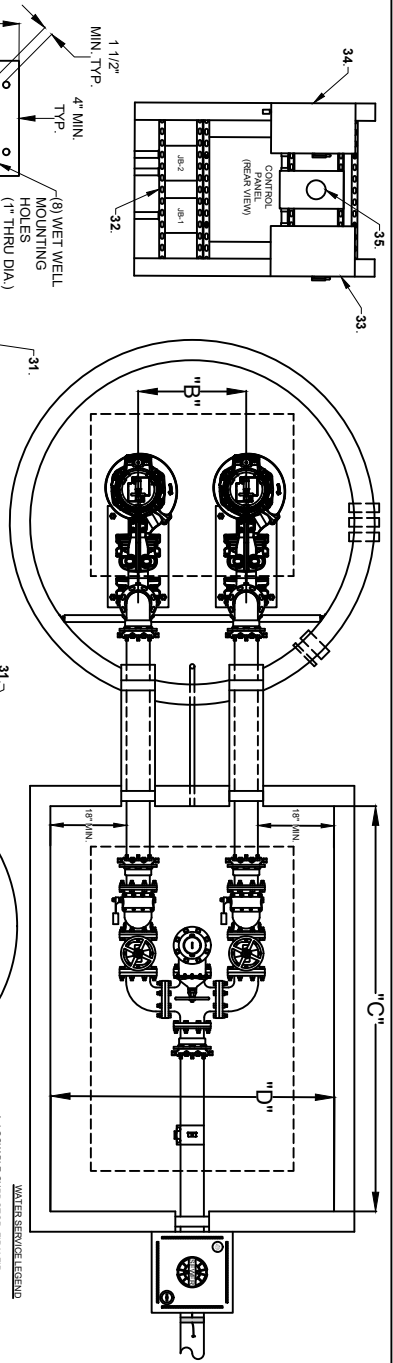 34.
35.
33.
CONTROL
PANEL
(REAR VIEW)
JB-2
JB-1
32.
1 1/2"
MIN. TYP.
4" MIN.
TYP.
(8) WET WELL
MOUNTING
HOLES
(1" THRU DIA.)
31.
31.
"B"
18" MIN.
18" MIN.
"C"
"D"
WATER SERVICE LEGEND